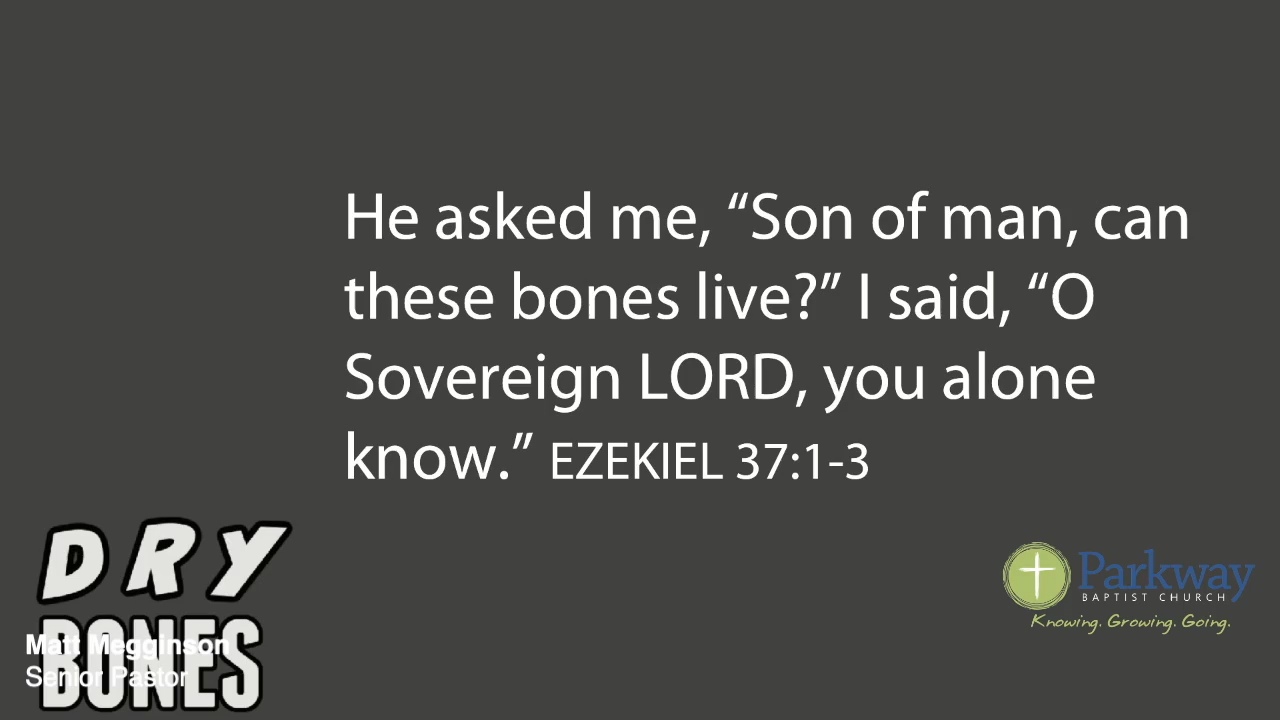 He asked me, “Son of man, can
these bones live?” I said, “O
Sovereign LORD, you alone
know.” EZEKIEL 37:1-3
DRY
BONES
Matt Megginson
Senior Pastor
Parkway
BAPTIST CHURCH
Knowing. Growing. Going.